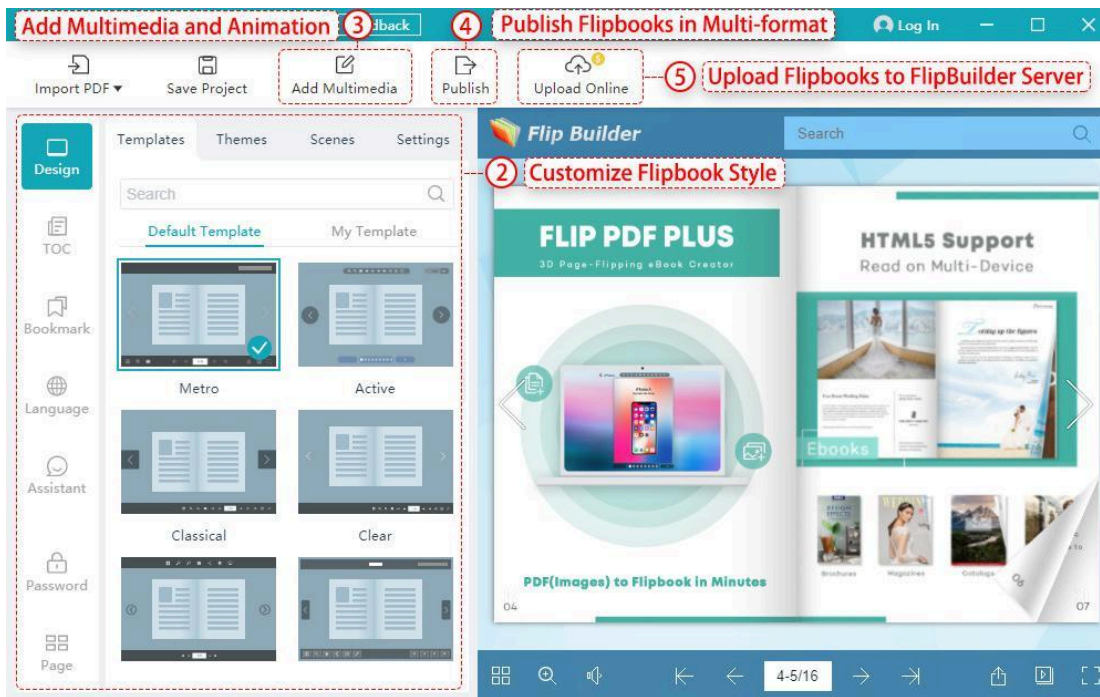 Add Multimedia and Animation ③ dback ④ Publish Flipbooks in Multi-format Log In
Import PDF ▼ Save Project Add Multimedia Publish $ Upload Online ⑤ Upload Flipbooks to FlipBuilder Server
Design
TOC
Bookmark
Language
Assistant
Password
Page
Templates Themes Scenes Settings
Search
Default Template My Template
Metro Active
Classical Clear
② Customize Flipbook Style
Flip Builder Search
FLIP PDF PLUS
3D Page-Flipping eBook Creator
PDF(Images) to Flipbook in Minutes
04
HTML5 Support
Read on Multi-Device
Ebooks
Brochures Magazines Catalogs
06
07
4-5/16